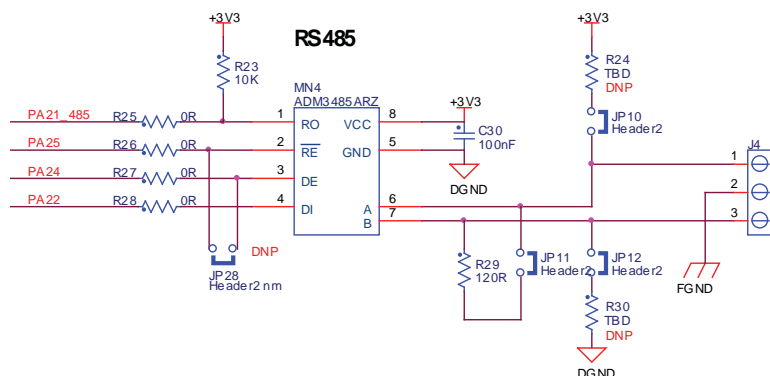 +3V3
RS485
+3V3
R23
10K
R24
TBD
DNP
MN4
ADM3485ARZ
+3V3
PA21_485
R25
0R
1
RO
VCC
8
C30
100nF
JP10
Header2
PA25
R26
0R
2
RE
GND
5
J4
PA24
R27
0R
3
DE
DGND
1
PA22
R28
0R
4
DI
A
6
2
B
7
3
DNP
JP28
Header2 nm
R29
120R
JP11
Header2
JP12
Header2
FGND
R30
TBD
DNP
DGND